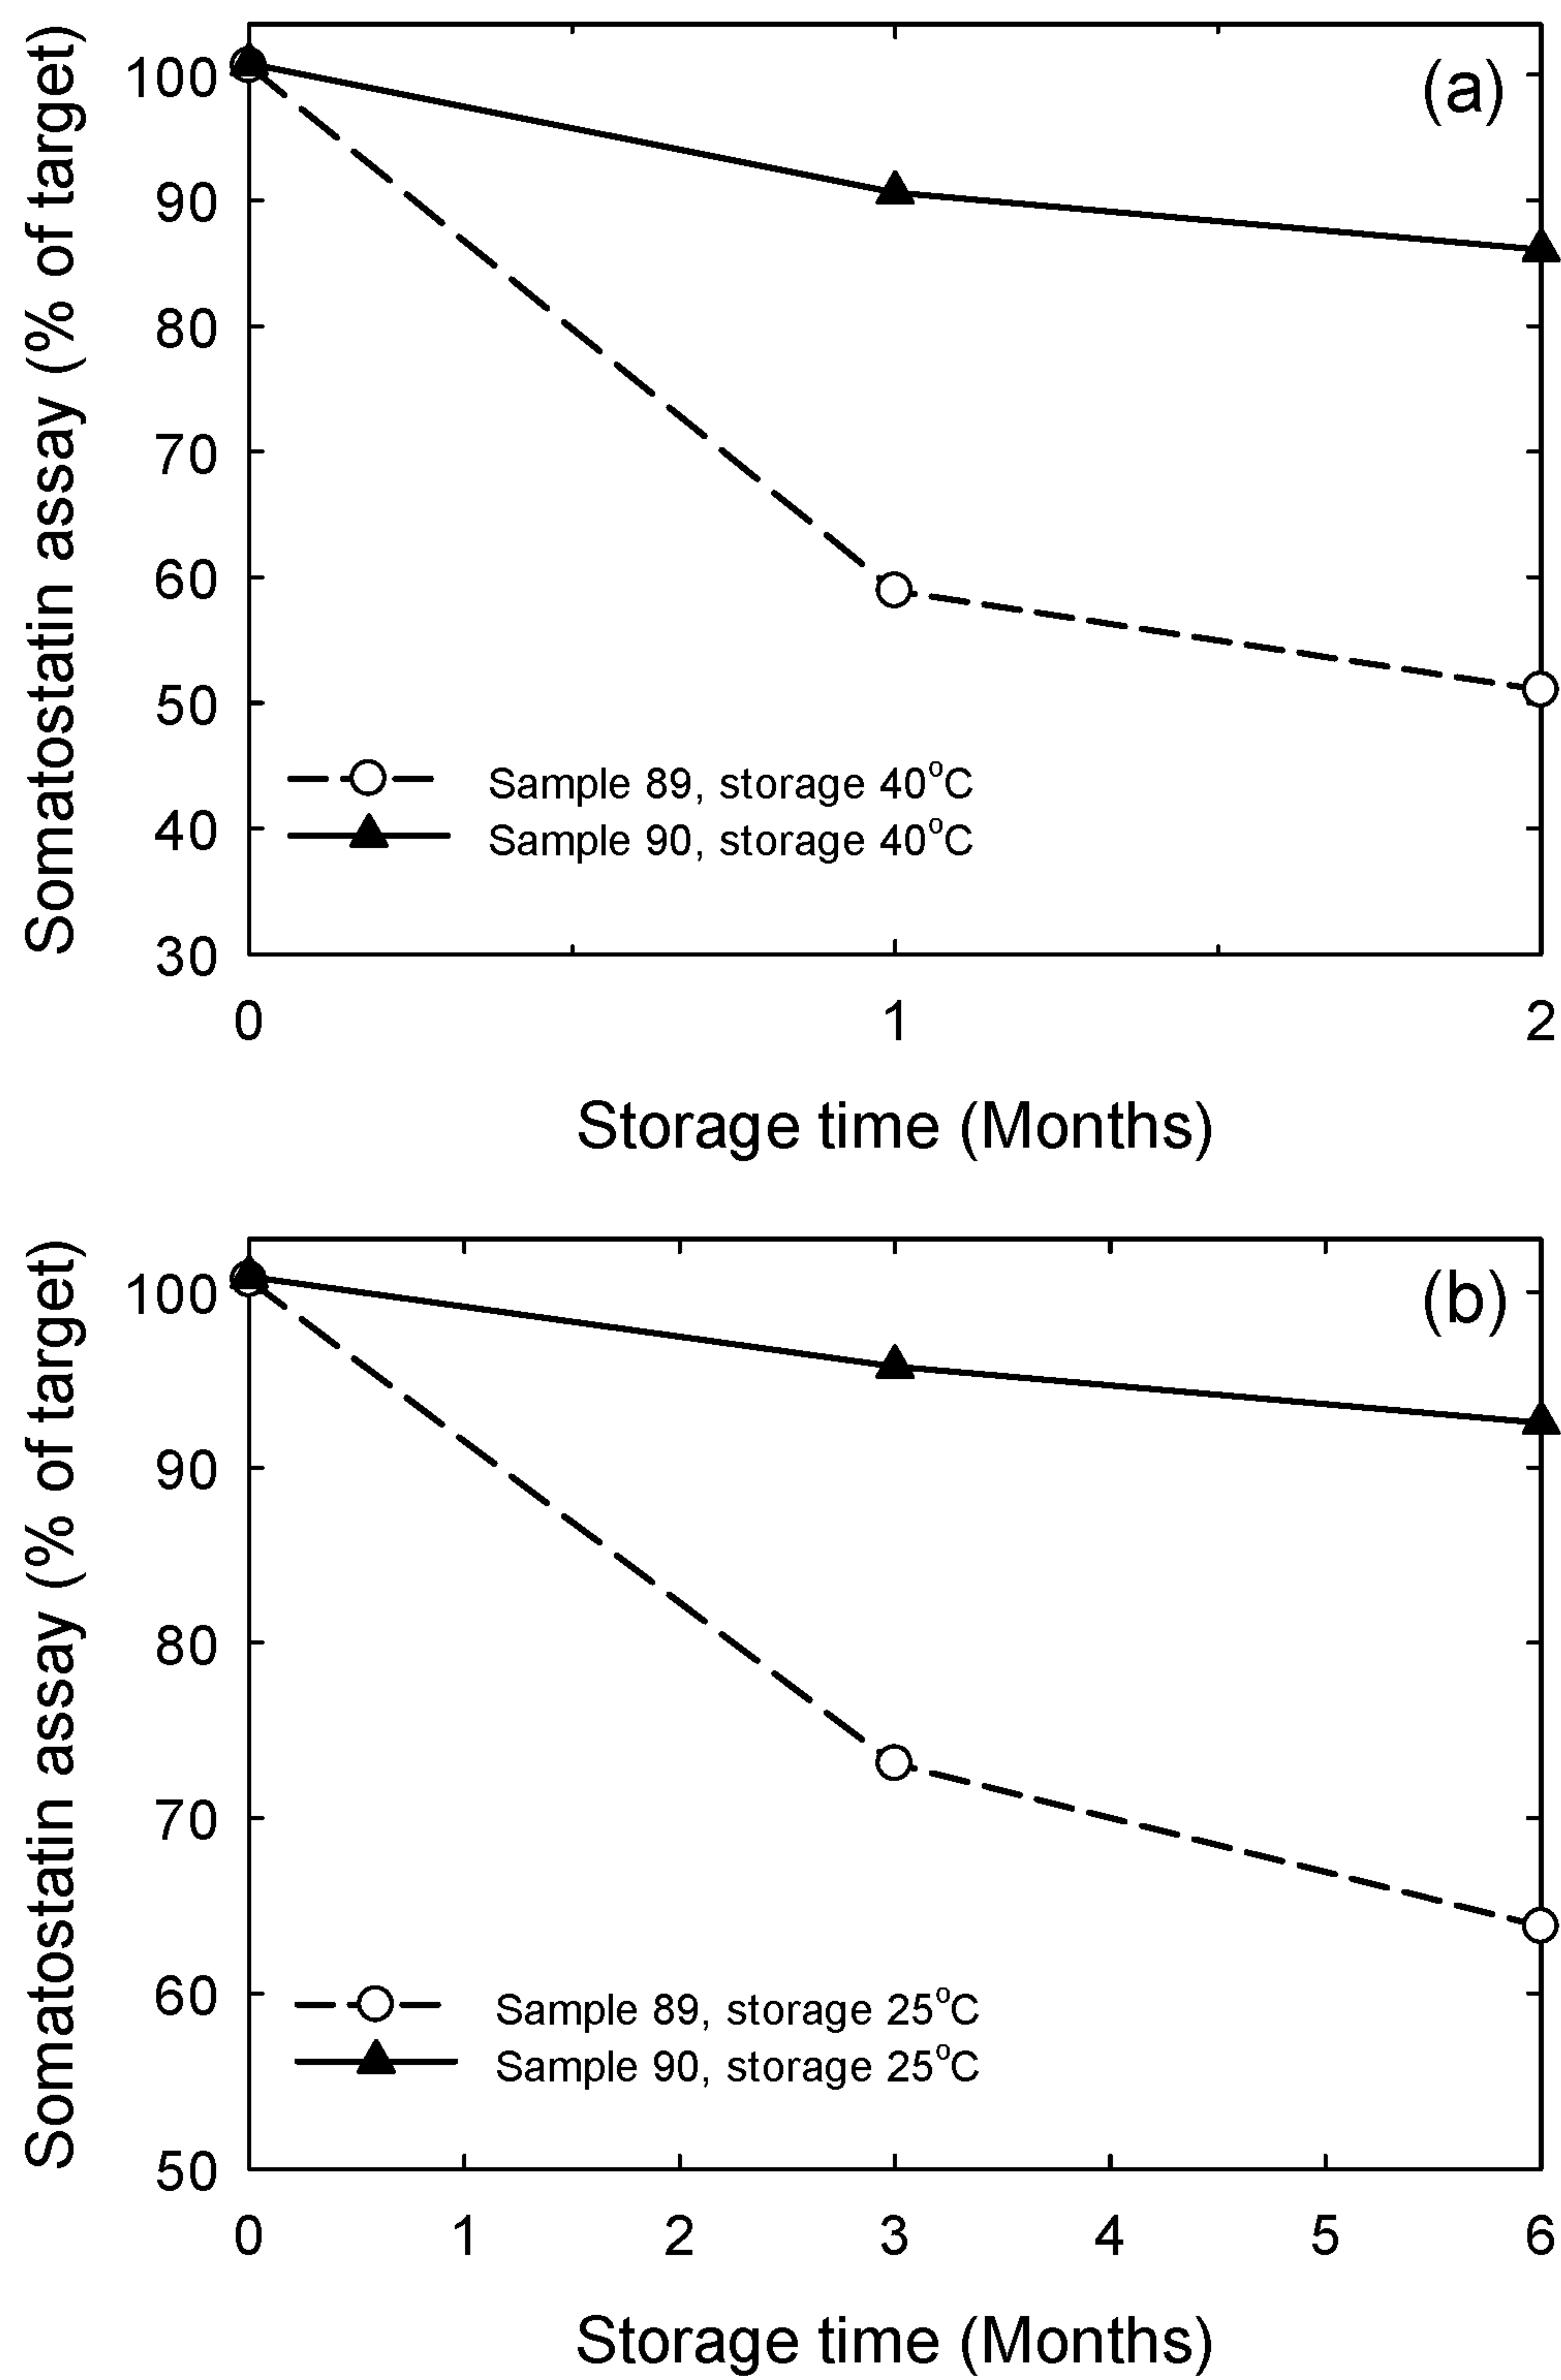 (a)
Somatostatin assay (% of target)
100
90
80
70
60
50
40
30
Sample 89, storage 40°C
Sample 90, storage 40°C
0 1 2
Storage time (Months)
(b)
Somatostatin assay (% of target)
100
90
80
70
60
50
Sample 89, storage 25°C
Sample 90, storage 25°C
0 1 2 3 4 5 6
Storage time (Months)